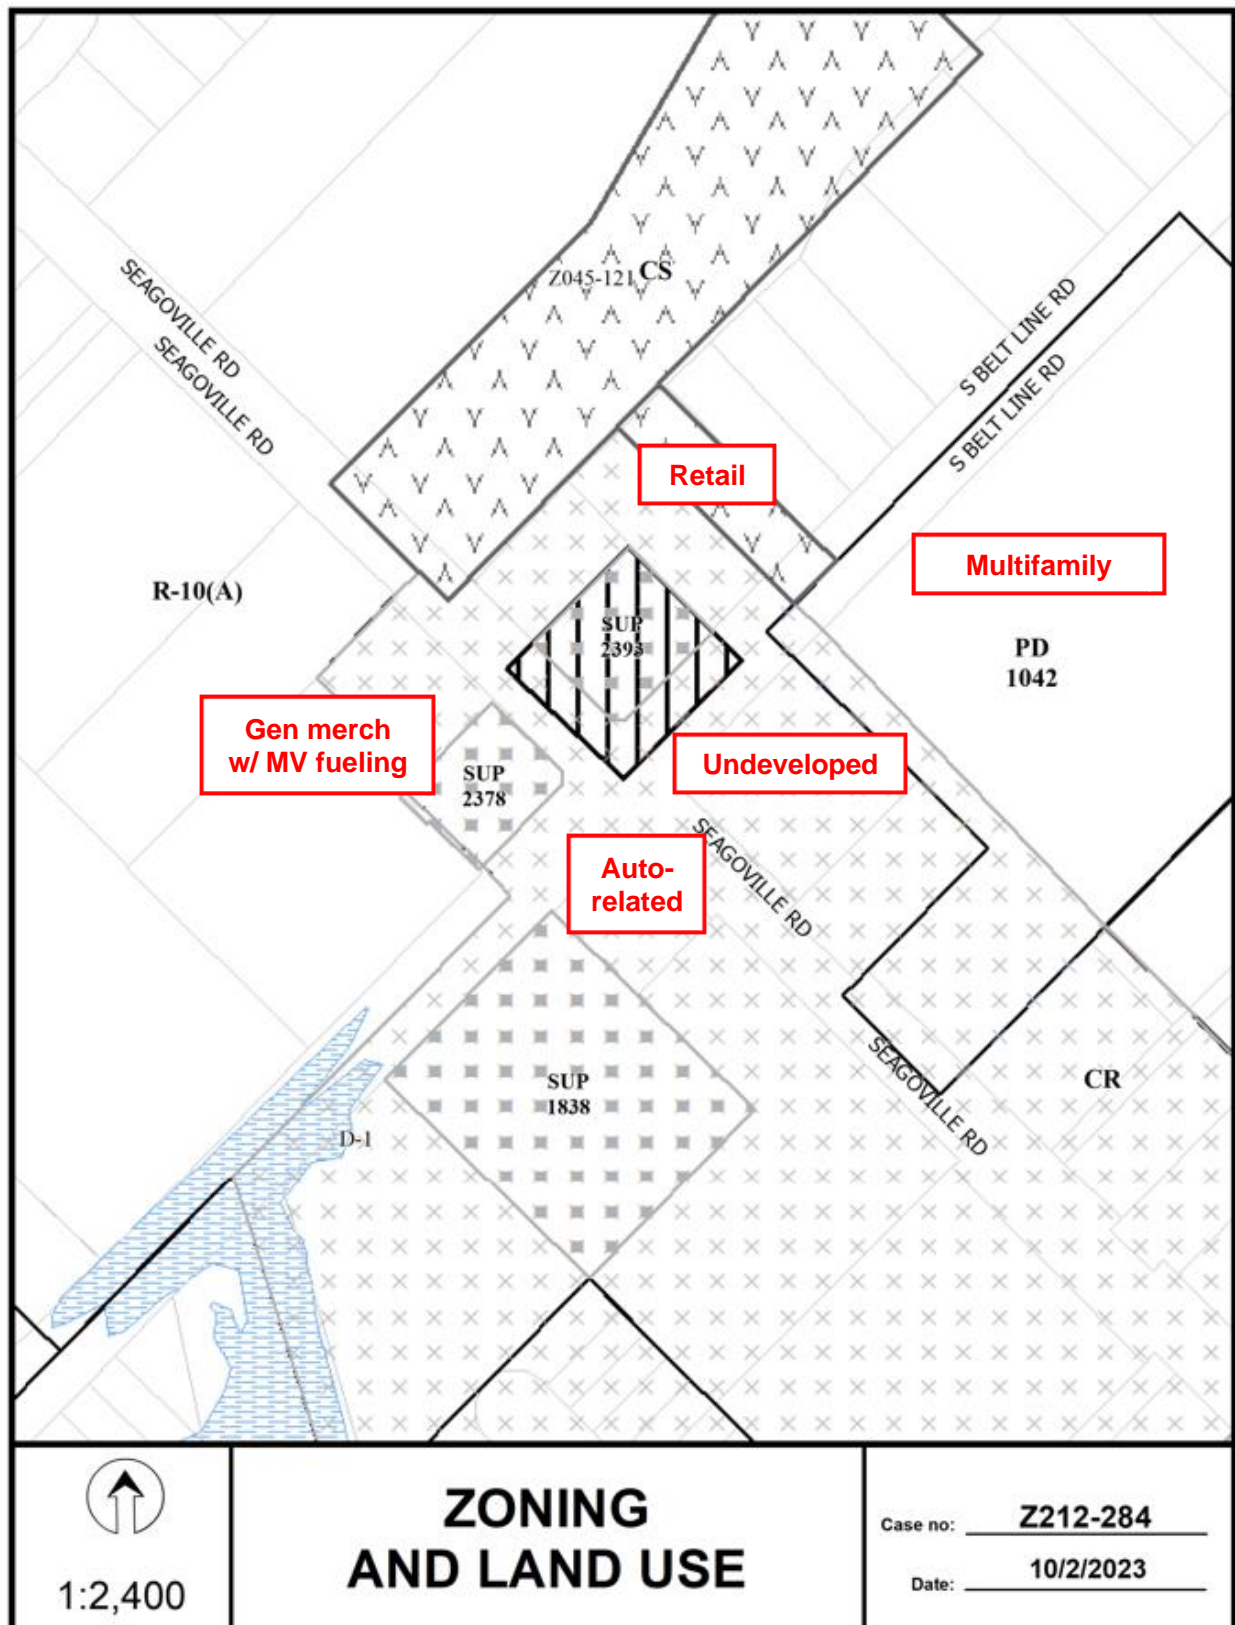 Z045-121 CS
SEAGOVILLE RD
SEAGOVILLE RD
S BELT LINE RD
S BELT LINE RD
Retail
Multifamily
R-10(A)
SUP
2393
PD
1042
Gen merch
w/ MV fueling
SUP
2378
Undeveloped
Auto-
related
SEAGOVILLE RD
SUP
1838
SEAGOVILLE RD
CR
D-1
1:2,400
ZONING
AND LAND USE
Case no: Z212-284
Date: 10/2/2023